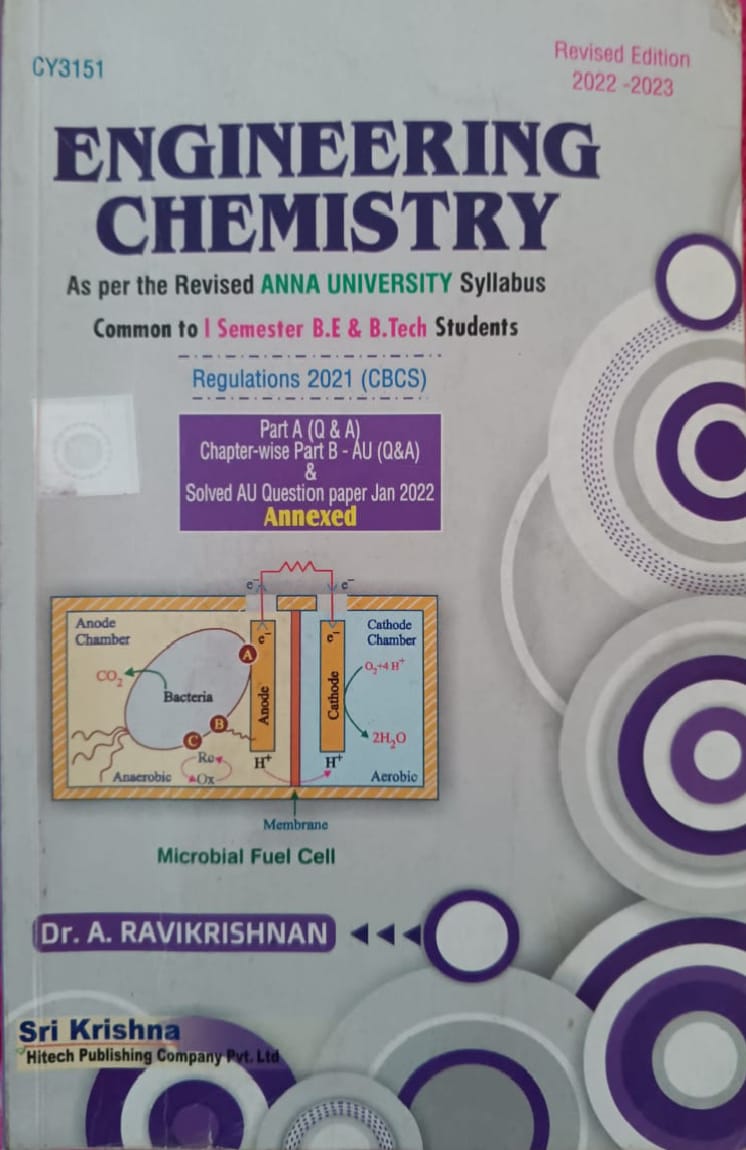 CY3151
Revised Edition
2022 -2023
ENGINEERING
CHEMISTRY
As per the Revised ANNA UNIVERSITY Syllabus
Common to I Semester B.E & B.Tech Students
Regulations 2021 (CBCS)
Part A (Q & A)
Chapter-wise Part B - AU (Q&A)
&
Solved AU Question paper Jan 2022
Annexed
e⁻ e⁻
Anode
Chamber
Cathode
Chamber
e⁻ e⁻
A
CO₂
O₂+4 H⁺
Bacteria
Anode
Cathode
B
C
2H₂O
Re
H⁺ H⁺
Anaerobic
Ox
Aerobic
Membrane
Microbial Fuel Cell
Dr. A. RAVIKRISHNAN
Sri Krishna
Hitech Publishing Company Pvt. Ltd